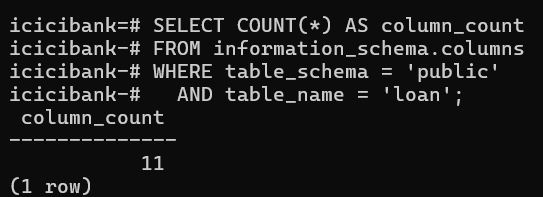 icicibank=# SELECT COUNT(*) AS column_count
icicibank-# FROM information_schema.columns
icicibank-# WHERE table_schema = 'public'
icicibank-#   AND table_name = 'loan';
 column_count
--------------
           11
(1 row)